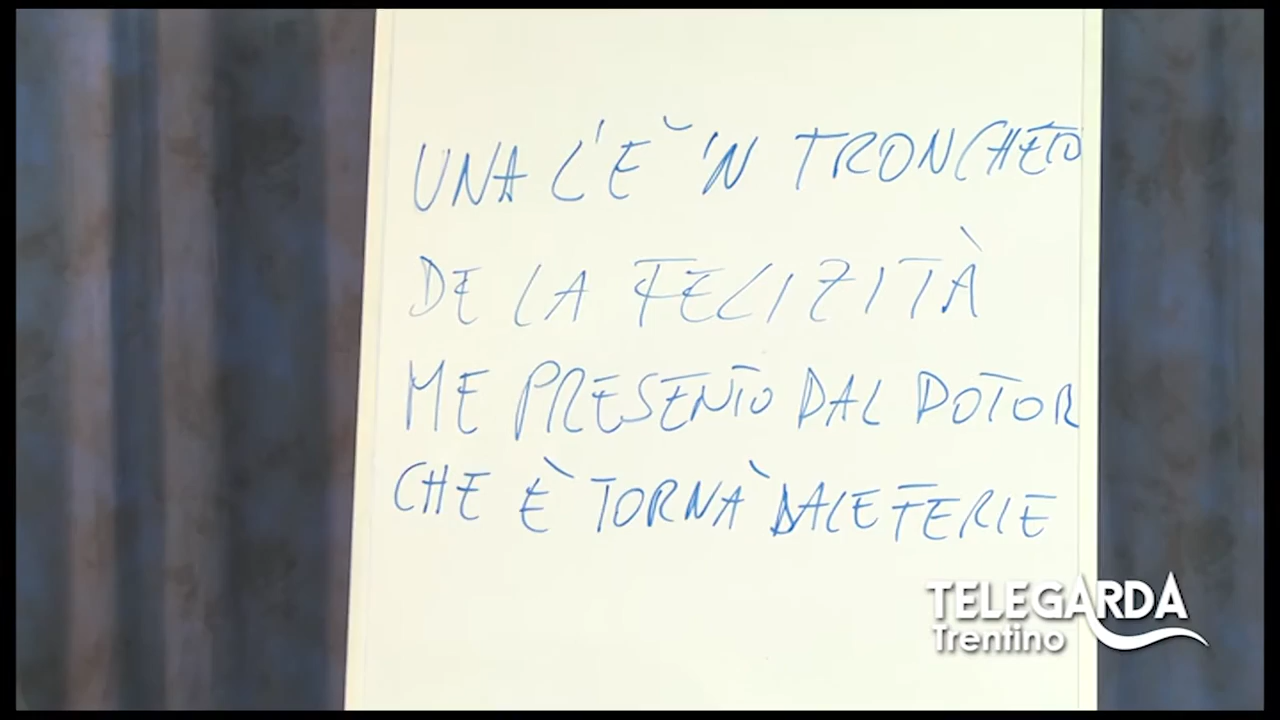 UNA L'È 'N TRONCHETO
DE LA FELIZITÀ
ME PRESENTO DAL DOTOR
CHE È TORNÀ DALE FERIE
TELEGARDA
Trentino